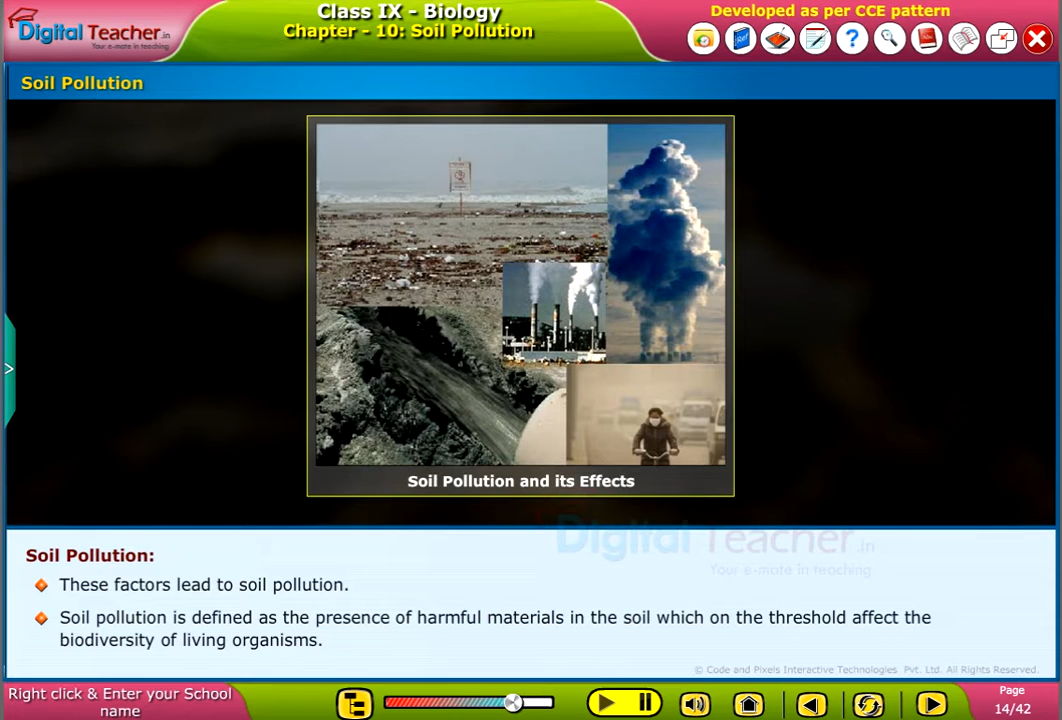 Digital Teacher.in
Your e-mate in teaching
Class IX - Biology
Chapter - 10: Soil Pollution
Developed as per CCE pattern
Soil Pollution
Soil Pollution and its Effects
Digital Teacher.in
Your e-mate in teaching
Soil Pollution:
These factors lead to soil pollution.
Soil pollution is defined as the presence of harmful materials in the soil which on the threshold affect the
biodiversity of living organisms.
© Code and Pixels Interactive Technologies Pvt. Ltd. All Rights Reserved.
Right click & Enter your School
name
Page
14/42